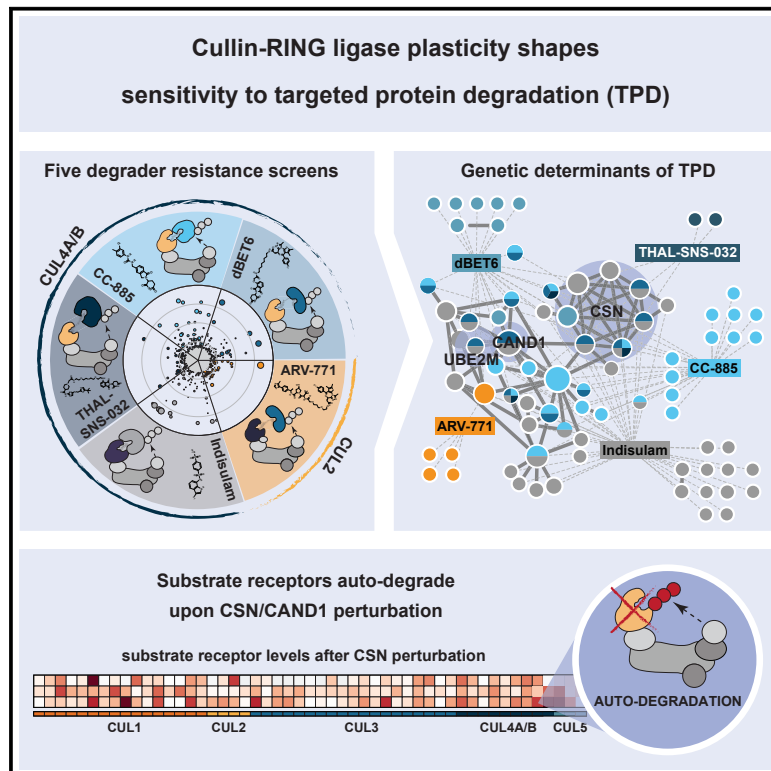 Cullin-RING ligase plasticity shapes
sensitivity to targeted protein degradation (TPD)
Five degrader resistance screens
CUL4A/B
CC-885
dBET6
THAL-SNS-032
ARV-771
Indisulam
CUL2
Genetic determinants of TPD
dBET6
THAL-SNS-032
CSN
CAND1
UBE2M
CC-885
ARV-771
Indisulam
Substrate receptors auto-degrade
upon CSN/CAND1 perturbation
substrate receptor levels after CSN perturbation
CUL1 CUL2 CUL3 CUL4A/B CUL5
AUTO-DEGRADATION